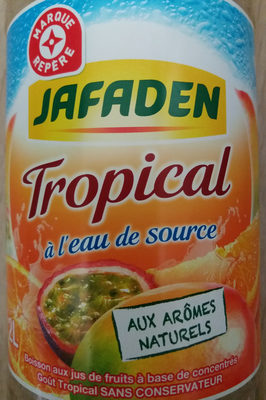 MARQUE
REPÈRE
JAFADEN
Tropical
à l'eau de source
AUX ARÔMES
NATURELS
2L
Boisson aux jus de fruits à base de concentrés
Goût Tropical SANS CONSERVATEUR